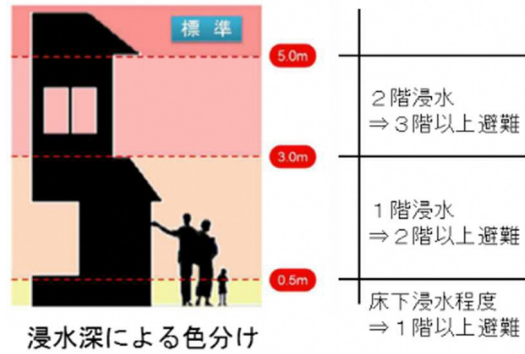 標 準
5.0m
2階浸水
⇒3階以上避難
3.0m
1階浸水
⇒2階以上避難
0.5m
床下浸水程度
⇒1階以上避難
浸水深による色分け